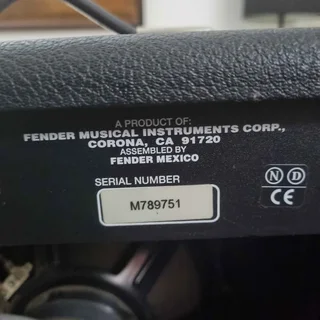 A PRODUCT OF:
FENDER MUSICAL INSTRUMENTS CORP.,
CORONA, CA 91720
ASSEMBLED BY
FENDER MEXICO
SERIAL NUMBER
M789751
N D
CE